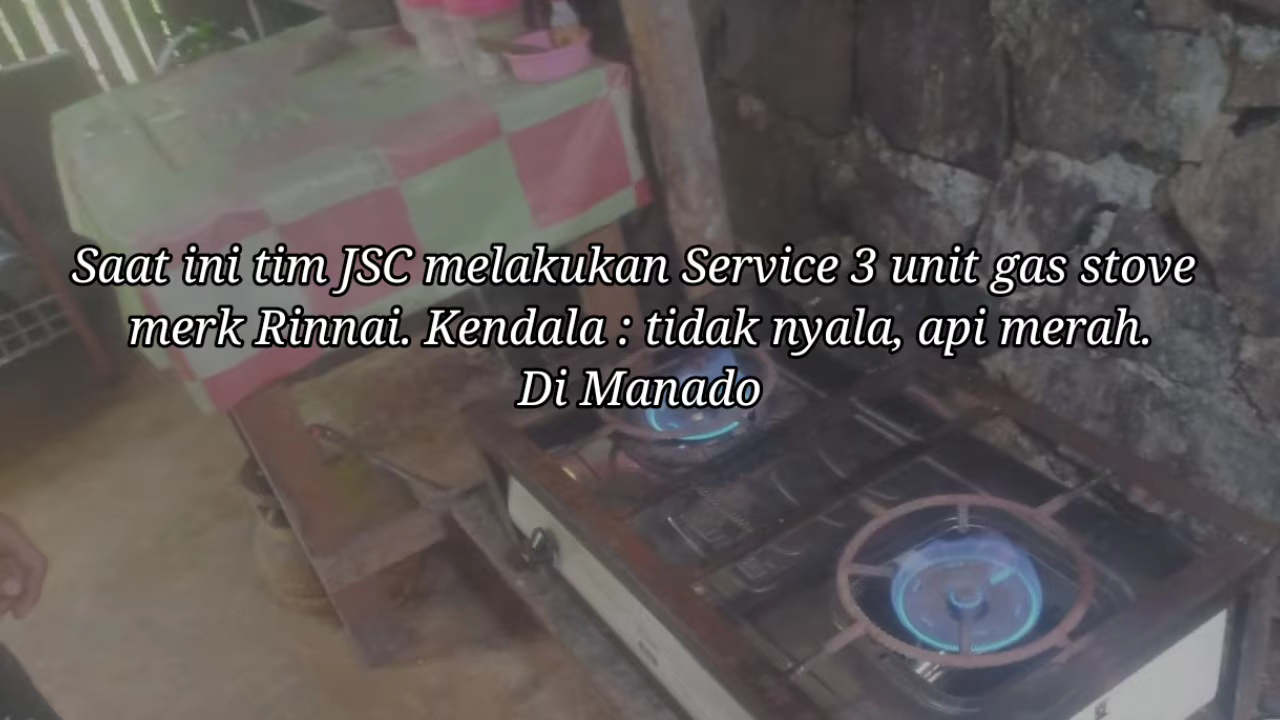 Saat ini tim JSC melakukan Service 3 unit gas stove
merk Rinnai. Kendala : tidak nyala, api merah.
Di Manado